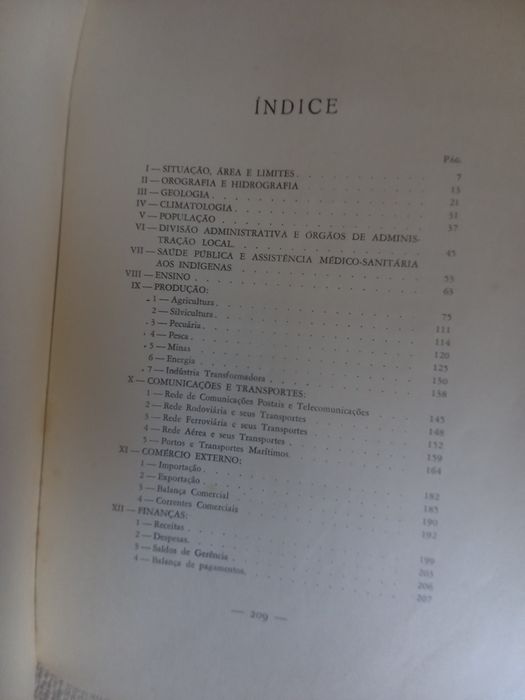 ÍNDICE
Pág.
I — SITUAÇÃO, ÁREA E LIMITES . 7
II — OROGRAFIA E HIDROGRAFIA 13
III — GEOLOGIA . 21
IV — CLIMATOLOGIA . 31
V — POPULAÇÃO . 37
VI — DIVISÃO ADMINISTRATIVA E ÓRGÃOS DE ADMINIS-
TRAÇÃO LOCAL. 45
VII — SAÚDE PÚBLICA E ASSISTÊNCIA MÉDICO-SANITÁRIA
AOS INDIGENAS 53
VIII — ENSINO . 63
IX — PRODUÇÃO:
1 — Agricultura. 75
2 — Silvicultura . 111
3 — Pecuária . 114
4 — Pesca . 120
5 — Minas 125
6 — Energia 130
7 — Indústria Transformadora . 138
X — COMUNICAÇÕES E TRANSPORTES:
1 — Rede de Comunicações Postais e Telecomunicações 145
2 — Rede Rodoviária e seus Transportes 148
3 — Rede Ferroviária e seus Transportes 152
4 — Rede Aérea e seus Transportes . 159
5 — Portos e Transportes Marítimos 164
XI — COMÉRCIO EXTERNO:
1 — Importação . 182
2 — Exportação . 185
3 — Balança Comercial 190
4 — Correntes Comerciais 192
XII — FINANÇAS:
1 — Receitas . 199
2 — Despesas. 205
3 — Saldos de Gerência . 206
4 — Balança de pagamentos. 207
— 209 —